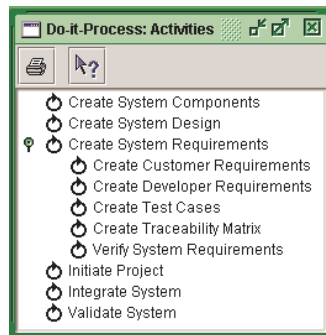 Do-it-Process: Activities
?
Create System Components
Create System Design
Create System Requirements
Create Customer Requirements
Create Developer Requirements
Create Test Cases
Create Traceability Matrix
Verify System Requirements
Initiate Project
Integrate System
Validate System